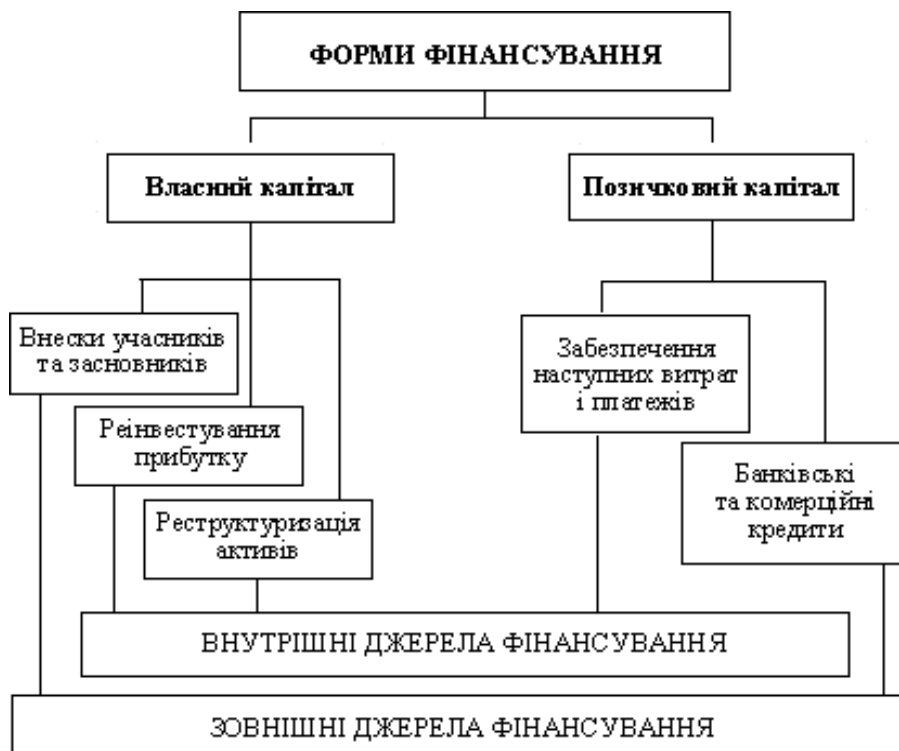 ФОРМИ ФІНАНСУВАННЯ
Власний капітал
Позичковий капітал
Внески учасників
та засновників
Забезпечення
наступних витрат
і платежів
Реінвестування
прибутку
Банківські
та комерційні
кредити
Реструктуризація
активів
ВНУТРІШНІ ДЖЕРЕЛА ФІНАНСУВАННЯ
ЗОВНІШНІ ДЖЕРЕЛА ФІНАНСУВАННЯ